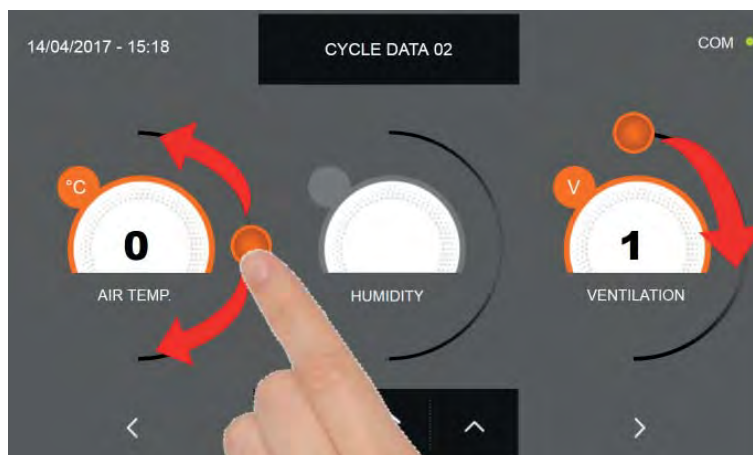 14/04/2017 - 15:18
CYCLE DATA 02
COM
°C
V
0
1
AIR TEMP.
HUMIDITY
VENTILATION